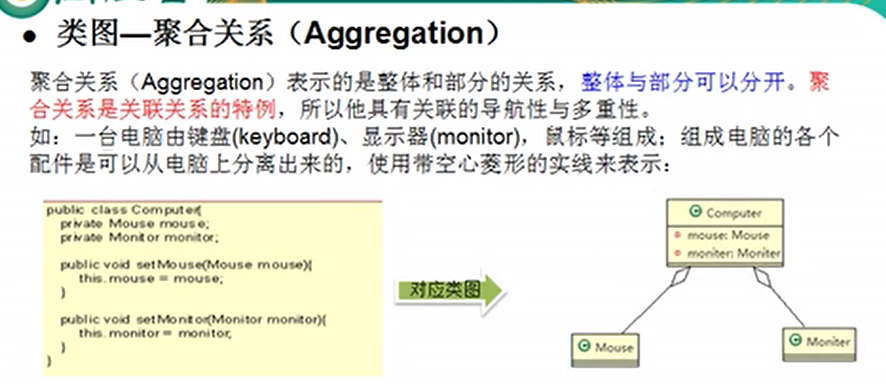 ● 类图—聚合关系（Aggregation）
聚合关系（Aggregation）表示的是整体和部分的关系，整体与部分可以分开。聚
合关系是关联关系的特例，所以他具有关联的导航性与多重性。
如：一台电脑由键盘(keyboard)、显示器(monitor)，鼠标等组成；组成电脑的各个
配件是可以从电脑上分离出来的，使用带空心菱形的实线来表示：
public class Computer{
private Mouse mouse;
private Monitor monitor;
public void setMouse(Mouse mouse){
this.mouse = mouse;
}
public void setMonitor(Monitor monitor){
this.monitor = monitor;
}
}
对应类图
Computer
mouse: Mouse
moniter: Moniter
Mouse
Moniter